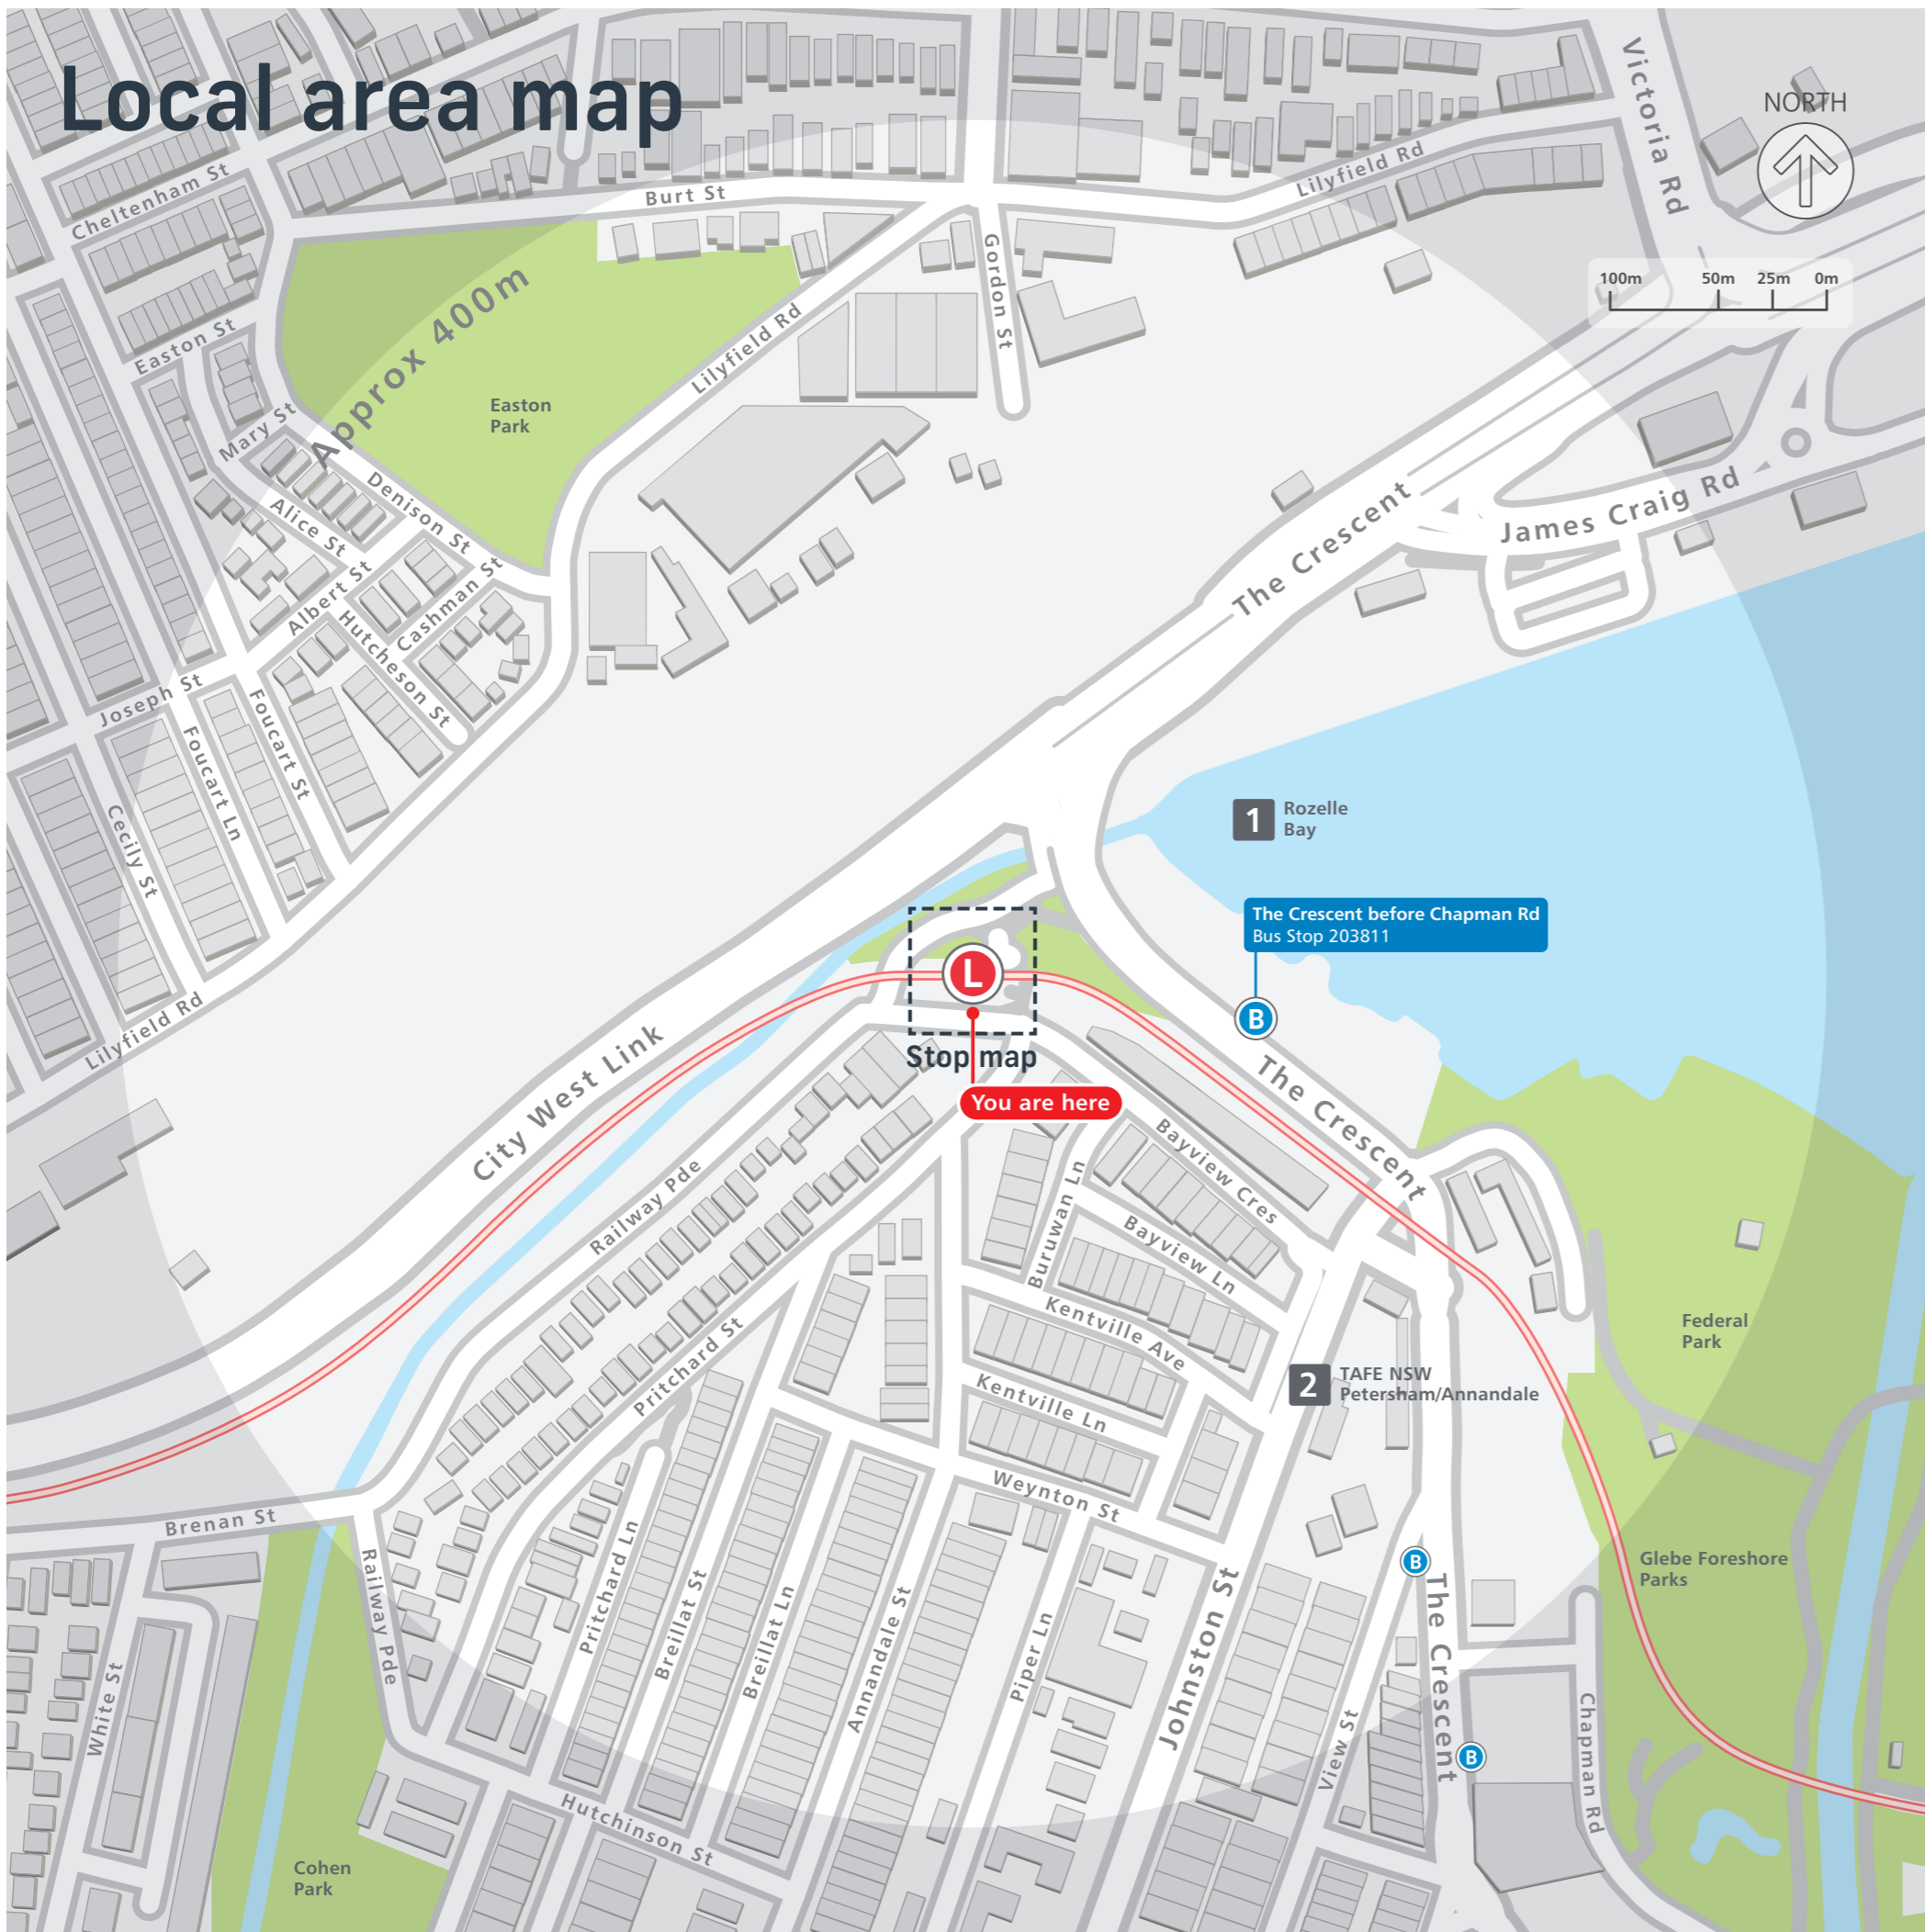 Local area map
NORTH
100m 50m 25m 0m
Victoria Rd
Cheltenham St
Burt St
Lilyfield Rd
Gordon St
Easton St
Approx 400m
Lilyfield Rd
Easton
Park
Mary St
Denison St
Alice St
Albert St
Cashman St
Hutcheson St
The Crescent
James Craig Rd
Joseph St
Foucart St
Foucart Ln
Cecily St
1
Rozelle
Bay
The Crescent before Chapman Rd
Bus Stop 203811
L
B
Lilyfield Rd
City West Link
Stop map
You are here
The Crescent
Railway Pde
Bayview Cres
Buruwan Ln
Bayview Ln
Kentville Ave
Pritchard St
Federal
Park
2
TAFE NSW
Petersham/Annandale
Kentville Ln
Weynton St
Brenan St
B
Glebe Foreshore
Parks
Railway Pde
Pritchard Ln
Breillat St
Breillat Ln
Annandale St
Piper Ln
Johnston St
The Crescent
White St
View St
B
Chapman Rd
Hutchinson St
Cohen
Park